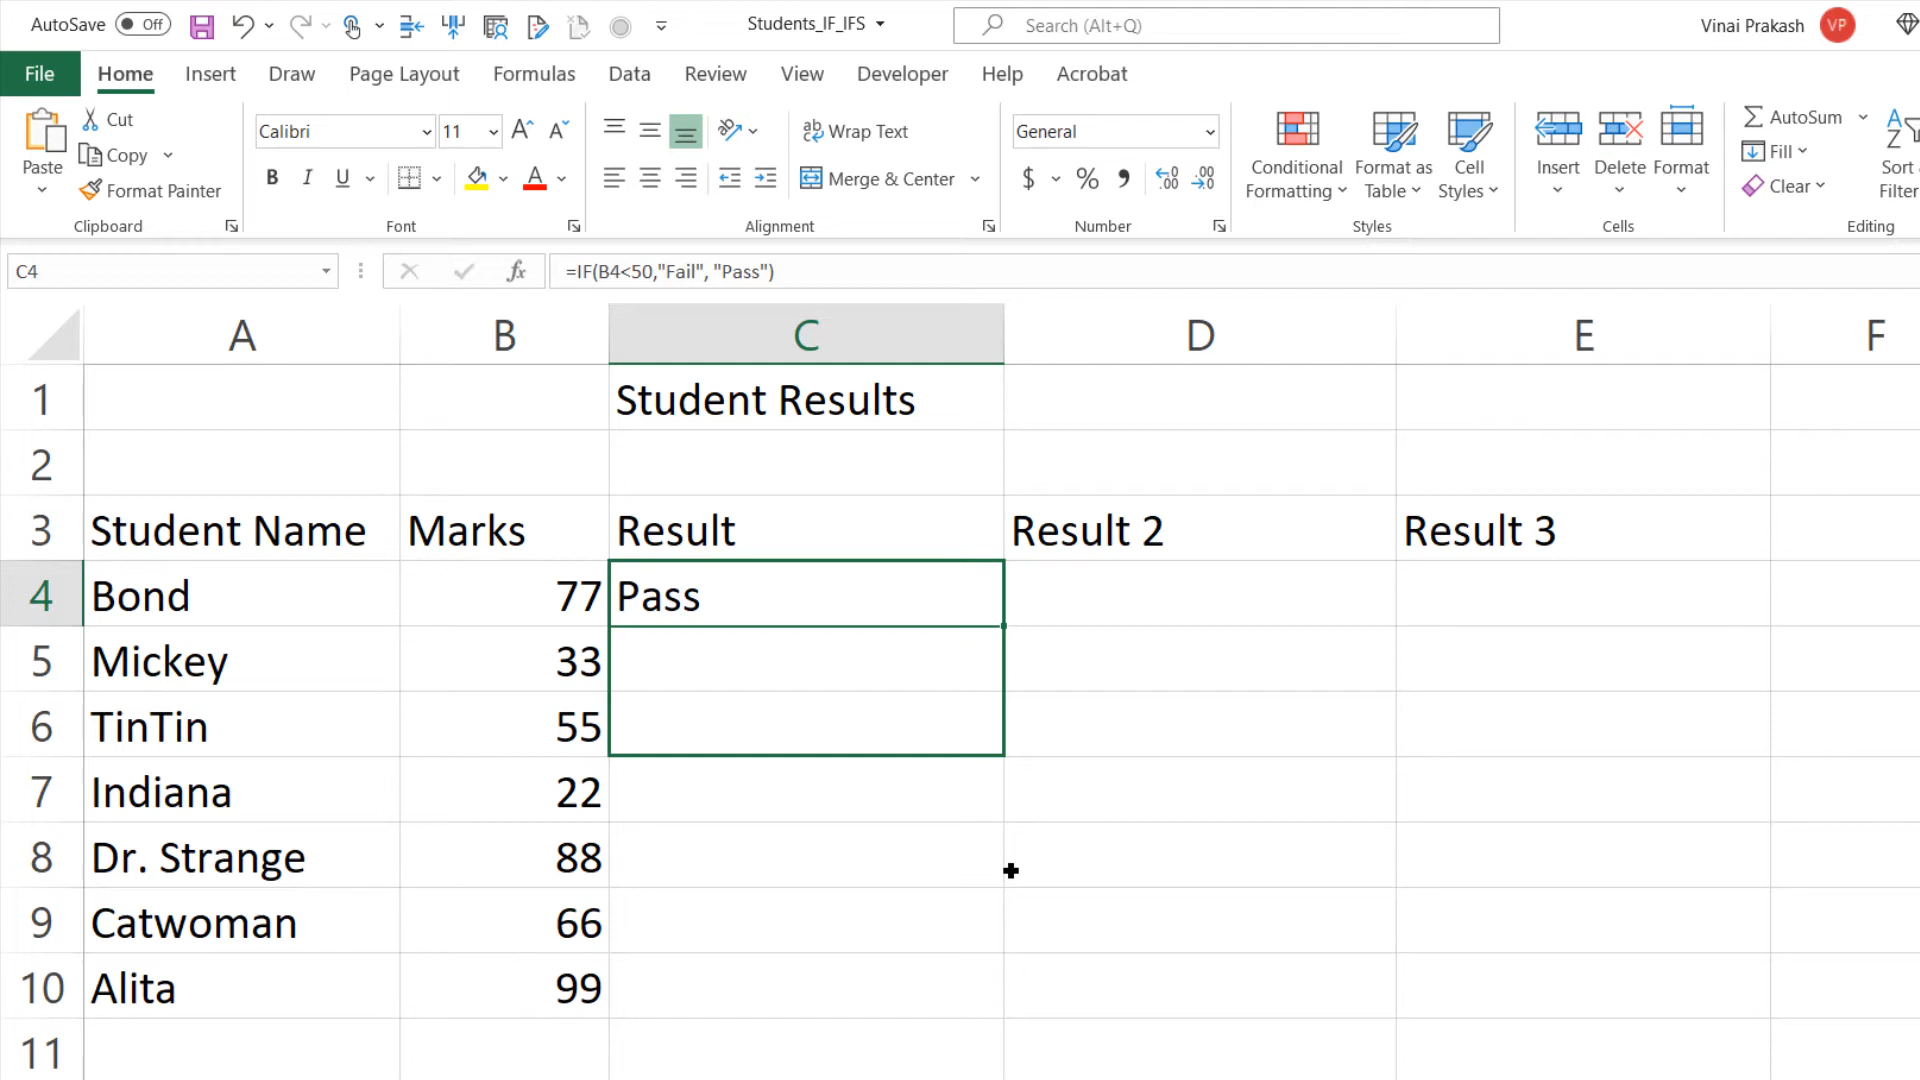 AutoSave Off Students_IF_IFS Search (Alt+Q) Vinai Prakash VP
File Home Insert Draw Page Layout Formulas Data Review View Developer Help Acrobat
Paste Cut
Copy
Format Painter
Clipboard
Calibri 11
B I U A
Font
ab Wrap Text
Merge & Center
Alignment
General
$ % 9 .00 .00
Number
Conditional Formatting
Format as Table
Cell Styles
Styles
Insert Delete Format
Cells
AutoSum
Fill
Clear
Sort
Filter
Editing
C4 fx =IF(B4<50,"Fail", "Pass")
A B C D E F
1 Student Results
2
3 Student Name Marks Result Result 2 Result 3
4 Bond 77 Pass
5 Mickey 33
6 TinTin 55
7 Indiana 22
8 Dr. Strange 88
9 Catwoman 66
10 Alita 99
11